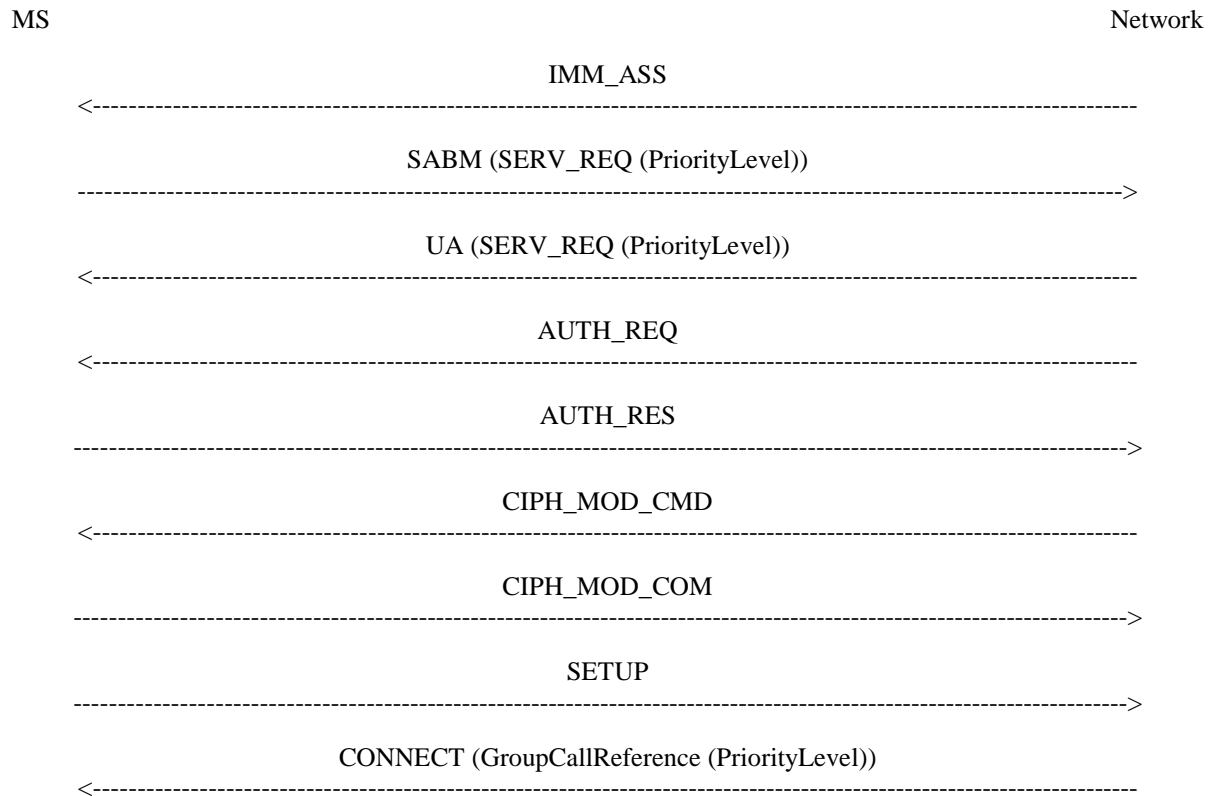 MS Network
IMM_ASS
<--------------------------------------------------------------------------------------------------------------------
SABM (SERV_REQ (PriorityLevel))
-------------------------------------------------------------------------------------------------------------------->
UA (SERV_REQ (PriorityLevel))
<--------------------------------------------------------------------------------------------------------------------
AUTH_REQ
<--------------------------------------------------------------------------------------------------------------------
AUTH_RES
--------------------------------------------------------------------------------------------------------------------->
CIPH_MOD_CMD
<--------------------------------------------------------------------------------------------------------------------
CIPH_MOD_COM
--------------------------------------------------------------------------------------------------------------------->
SETUP
--------------------------------------------------------------------------------------------------------------------->
CONNECT (GroupCallReference (PriorityLevel))
<--------------------------------------------------------------------------------------------------------------------